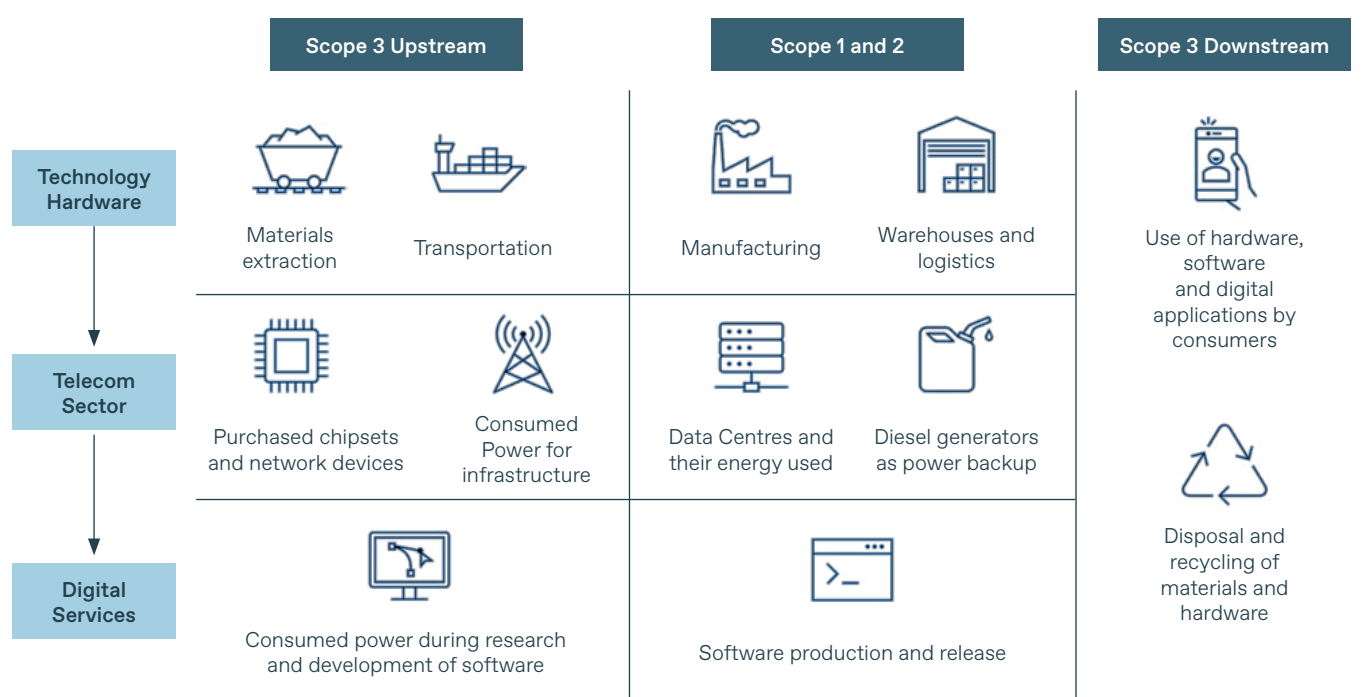 Scope 3 Upstream
Scope 1 and 2
Scope 3 Downstream
Technology
Hardware
Materials
extraction
Transportation
Manufacturing
Warehouses and
logistics
Use of hardware,
software
and digital
applications by
consumers
Telecom
Sector
Purchased chipsets
and network devices
Consumed
Power for
infrastructure
Data Centres and
their energy used
Diesel generators
as power backup
Disposal and
recycling of
materials and
hardware
Digital
Services
Consumed power during research
and development of software
Software production and release